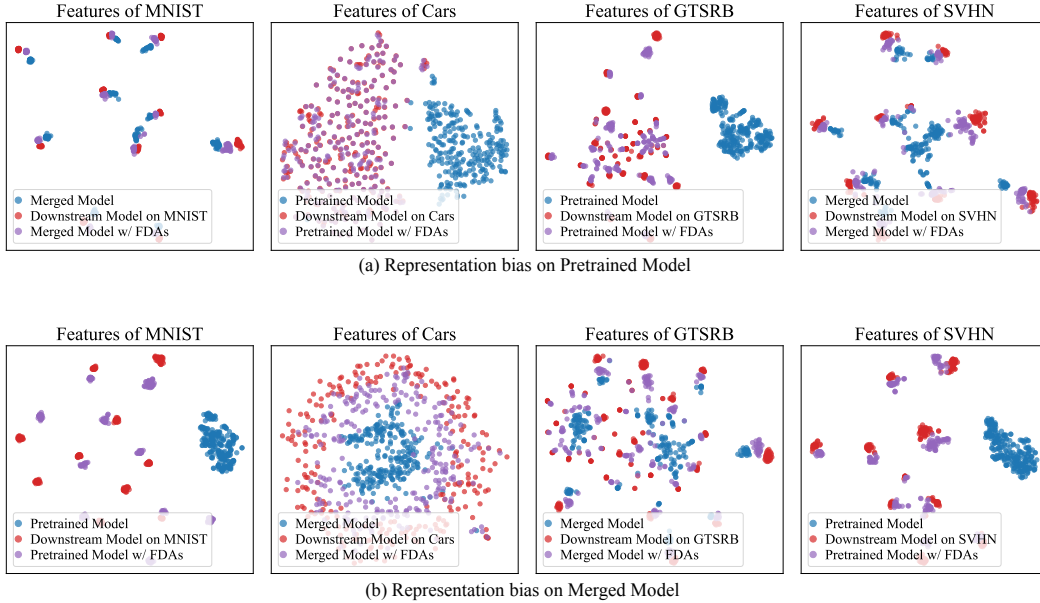 Features of MNIST
Features of Cars
Features of GTSRB
Features of SVHN
Merged Model
Downstream Model on MNIST
Merged Model w/ FDAs
Pretrained Model
Downstream Model on Cars
Pretrained Model w/ FDAs
Pretrained Model
Downstream Model on GTSRB
Pretrained Model w/ FDAs
Merged Model
Downstream Model on SVHN
Merged Model w/ FDAs
(a) Representation bias on Pretrained Model
Features of MNIST
Features of Cars
Features of GTSRB
Features of SVHN
Pretrained Model
Downstream Model on MNIST
Pretrained Model w/ FDAs
Merged Model
Downstream Model on Cars
Merged Model w/ FDAs
Merged Model
Downstream Model on GTSRB
Merged Model w/ FDAs
Pretrained Model
Downstream Model on SVHN
Pretrained Model w/ FDAs
(b) Representation bias on Merged Model